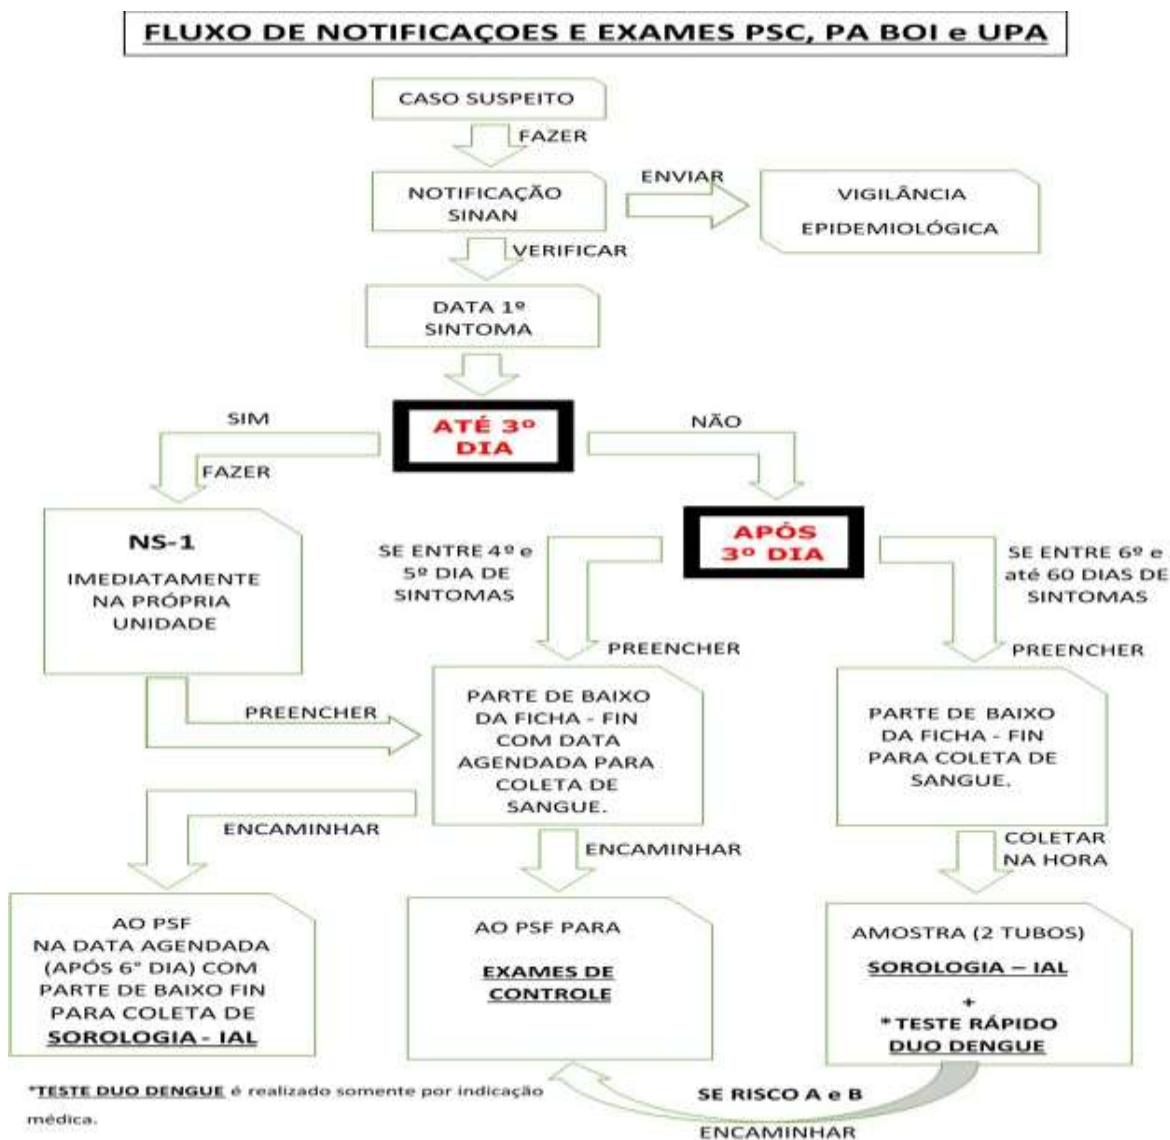 FLUXO DE NOTIFICAÇOES E EXAMES PSC, PA BOI e UPA
CASO SUSPEITO
FAZER
NOTIFICAÇÃO
SINAN
ENVIAR
VIGILÂNCIA
EPIDEMIOLÓGICA
VERIFICAR
DATA 1º
SINTOMA
ATÉ 3º
DIA
SIM
FAZER
NÃO
NS-1
IMEDIATAMENTE
NA PRÓPRIA
UNIDADE
APÓS
3º DIA
SE ENTRE 4º e
5º DIA DE
SINTOMAS
SE ENTRE 6º e
até 60 DIAS DE
SINTOMAS
PREENCHER
PREENCHER
PREENCHER
PARTE DE BAIXO
DA FICHA - FIN
COM DATA
AGENDADA PARA
COLETA DE
SANGUE.
PARTE DE BAIXO
DA FICHA - FIN
PARA COLETA DE
SANGUE.
ENCAMINHAR
ENCAMINHAR
COLETAR
NA HORA
AO PSF
NA DATA AGENDADA
(APÓS 6° DIA) COM
PARTE DE BAIXO FIN
PARA COLETA DE
SOROLOGIA - IAL
AO PSF PARA
EXAMES DE
CONTROLE
AMOSTRA (2 TUBOS)
SOROLOGIA – IAL
+
*TESTE RÁPIDO
DUO DENGUE
*TESTE DUO DENGUE é realizado somente por indicação
médica.
SE RISCO A e B
ENCAMINHAR